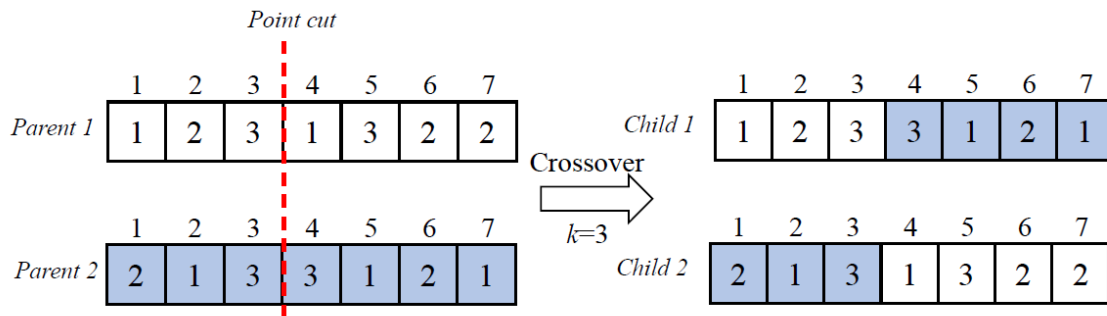 Point cut
1 2 3 4 5 6 7
Parent 1 1 2 3 1 3 2 2
1 2 3 4 5 6 7
Parent 2 2 1 3 3 1 2 1
Crossover
k=3
1 2 3 4 5 6 7
Child 1 1 2 3 3 1 2 1
1 2 3 4 5 6 7
Child 2 2 1 3 1 3 2 2